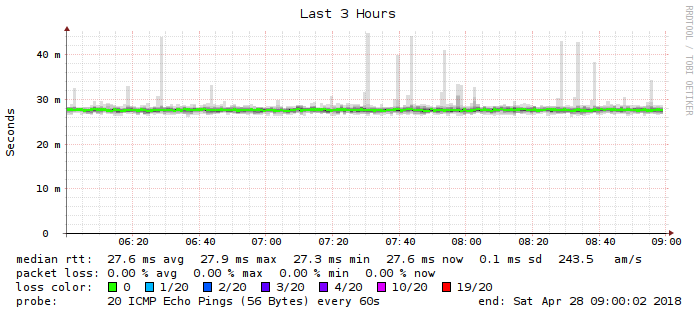 Last 3 Hours
RRDTOOL / TOBI OETIKER
Seconds
40 m
30 m
20 m
10 m
0
06:20 06:40 07:00 07:20 07:40 08:00 08:20 08:40 09:00
median rtt: 27.6 ms avg 27.9 ms max 27.3 ms min 27.6 ms now 0.1 ms sd 243.5 am/s
packet loss: 0.00 % avg 0.00 % max 0.00 % min 0.00 % now
loss color: 0 1/20 2/20 3/20 4/20 10/20 19/20
probe: 20 ICMP Echo Pings (56 Bytes) every 60s end: Sat Apr 28 09:00:02 2018